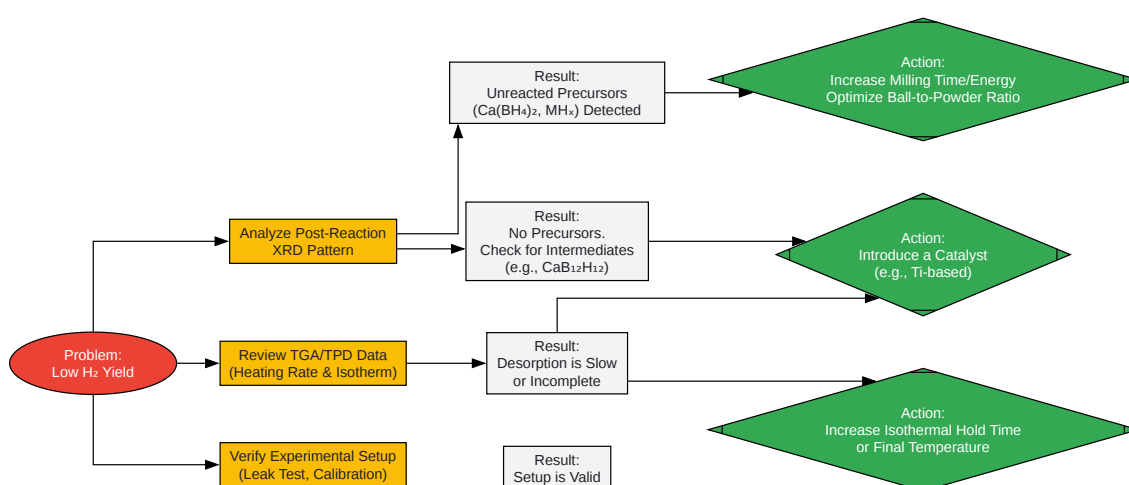 Action:
Increase Milling Time/Energy
Optimize Ball-to-Powder Ratio
Result:
Unreacted Precursors
(Ca(BH₄)₂, MHₓ) Detected
Analyze Post-Reaction
XRD Pattern
Result:
No Precursors.
Check for Intermediates
(e.g., CaB₁₂H₁₂)
Action:
Introduce a Catalyst
(e.g., Ti-based)
Problem:
Low H₂ Yield
Review TGA/TPD Data
(Heating Rate & Isotherm)
Result:
Desorption is Slow
or Incomplete
Action:
Increase Isothermal Hold Time
or Final Temperature
Verify Experimental Setup
(Leak Test, Calibration)
Result:
Setup is Valid